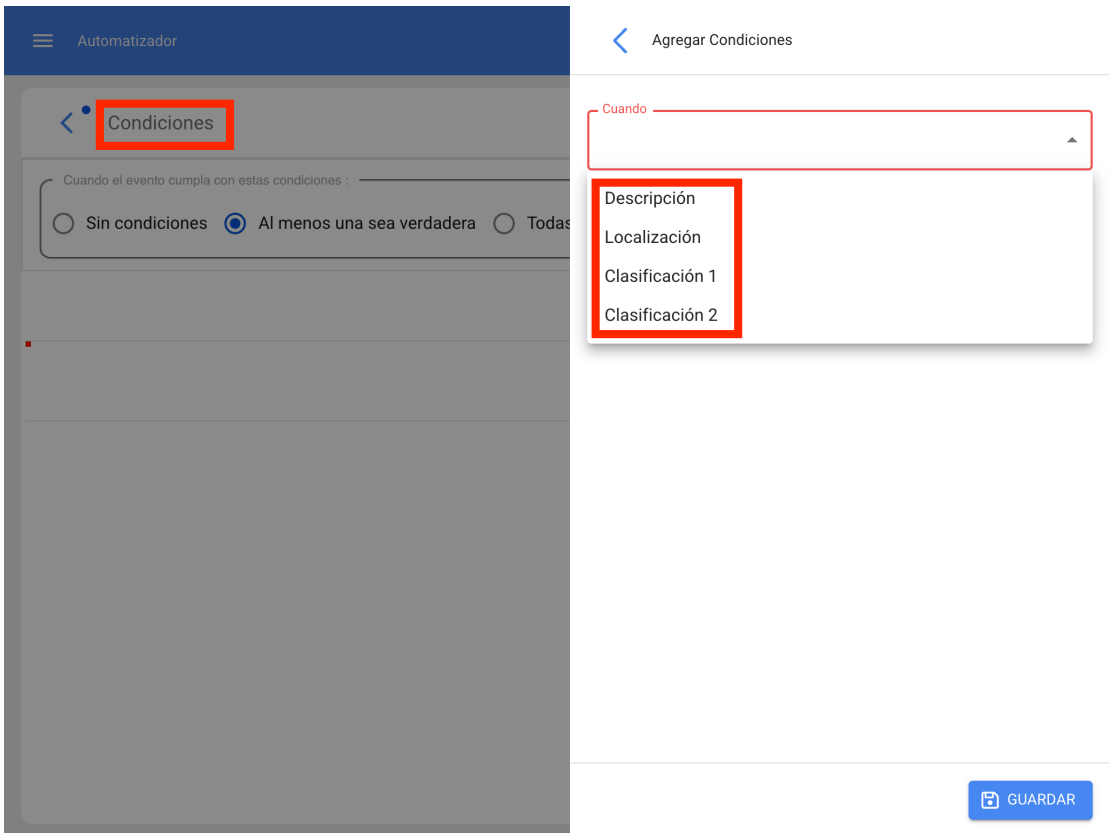 Automatizador
Condiciones
Cuando el evento cumpla con estas condiciones :
Sin condiciones Al menos una sea verdadera Todas
Agregar Condiciones
Cuando
Descripción
Localización
Clasificación 1
Clasificación 2
GUARDAR